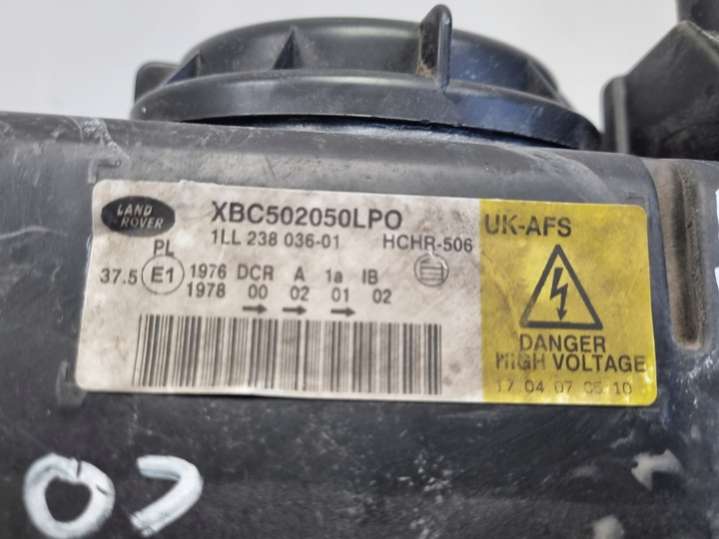 LAND ROVER
XBC502050LPO
1LL 238 036-01 HCHR-506
PL
37.5 E1 1976 DCR A 1a IB
1978 00 02 01 02
UK-AFS
DANGER
HIGH VOLTAGE
17 04 07 05 10